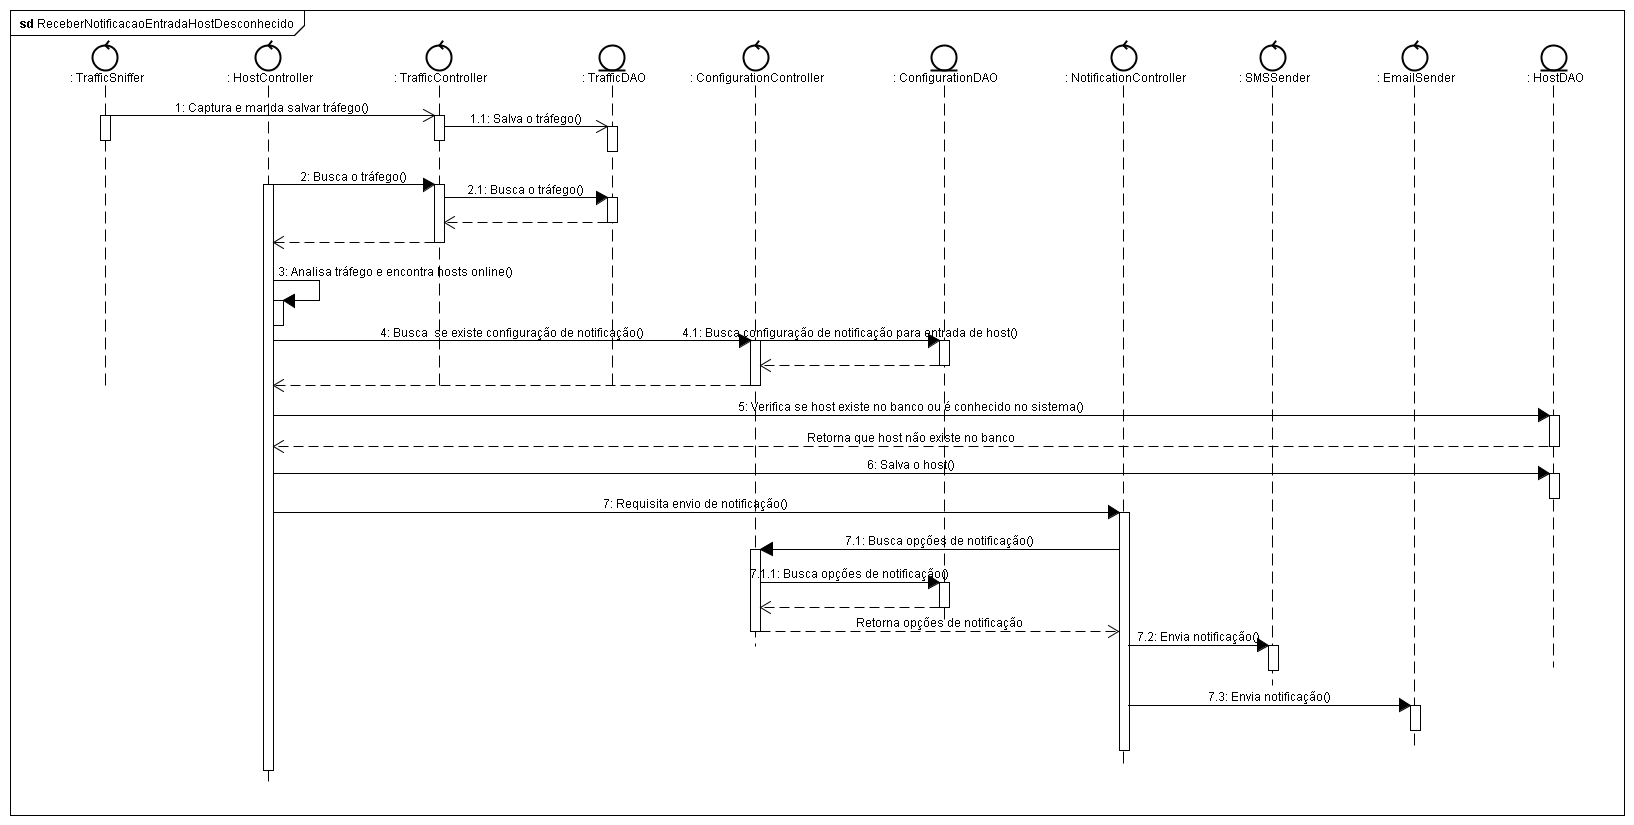 sd ReceberNotificacaoEntradaHostDesconhecido
: TrafficSniffer
: HostController
: TrafficController
: TrafficDAO
: ConfigurationController
: ConfigurationDAO
: NotificationController
: SMSSender
: EmailSender
: HostDAO
1: Captura e manda salvar tráfego()
1.1: Salva o tráfego()
2: Busca o tráfego()
2.1: Busca o tráfego()
3: Analisa tráfego e encontra hosts online()
4: Busca  se existe configuração de notificação()
4.1: Busca configuração de notificação para entrada de host()
5: Verifica se host existe no banco ou é conhecido no sistema()
Retorna que host não existe no banco
6: Salva o host()
7: Requisita envio de notificação()
7.1: Busca opções de notificação()
7.1.1: Busca opções de notificação()
Retorna opções de notificação
7.2: Envia notificação()
7.3: Envia notificação()